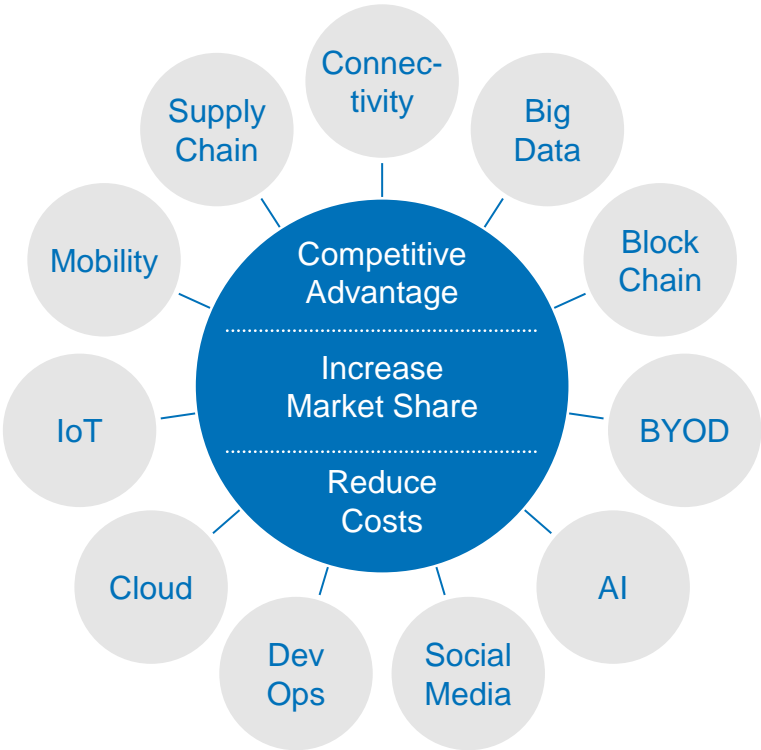 Connec-
tivity
Big
Data
Block
Chain
BYOD
AI
Social
Media
Dev
Ops
Cloud
IoT
Mobility
Supply
Chain
Competitive
Advantage
Increase
Market Share
Reduce
Costs